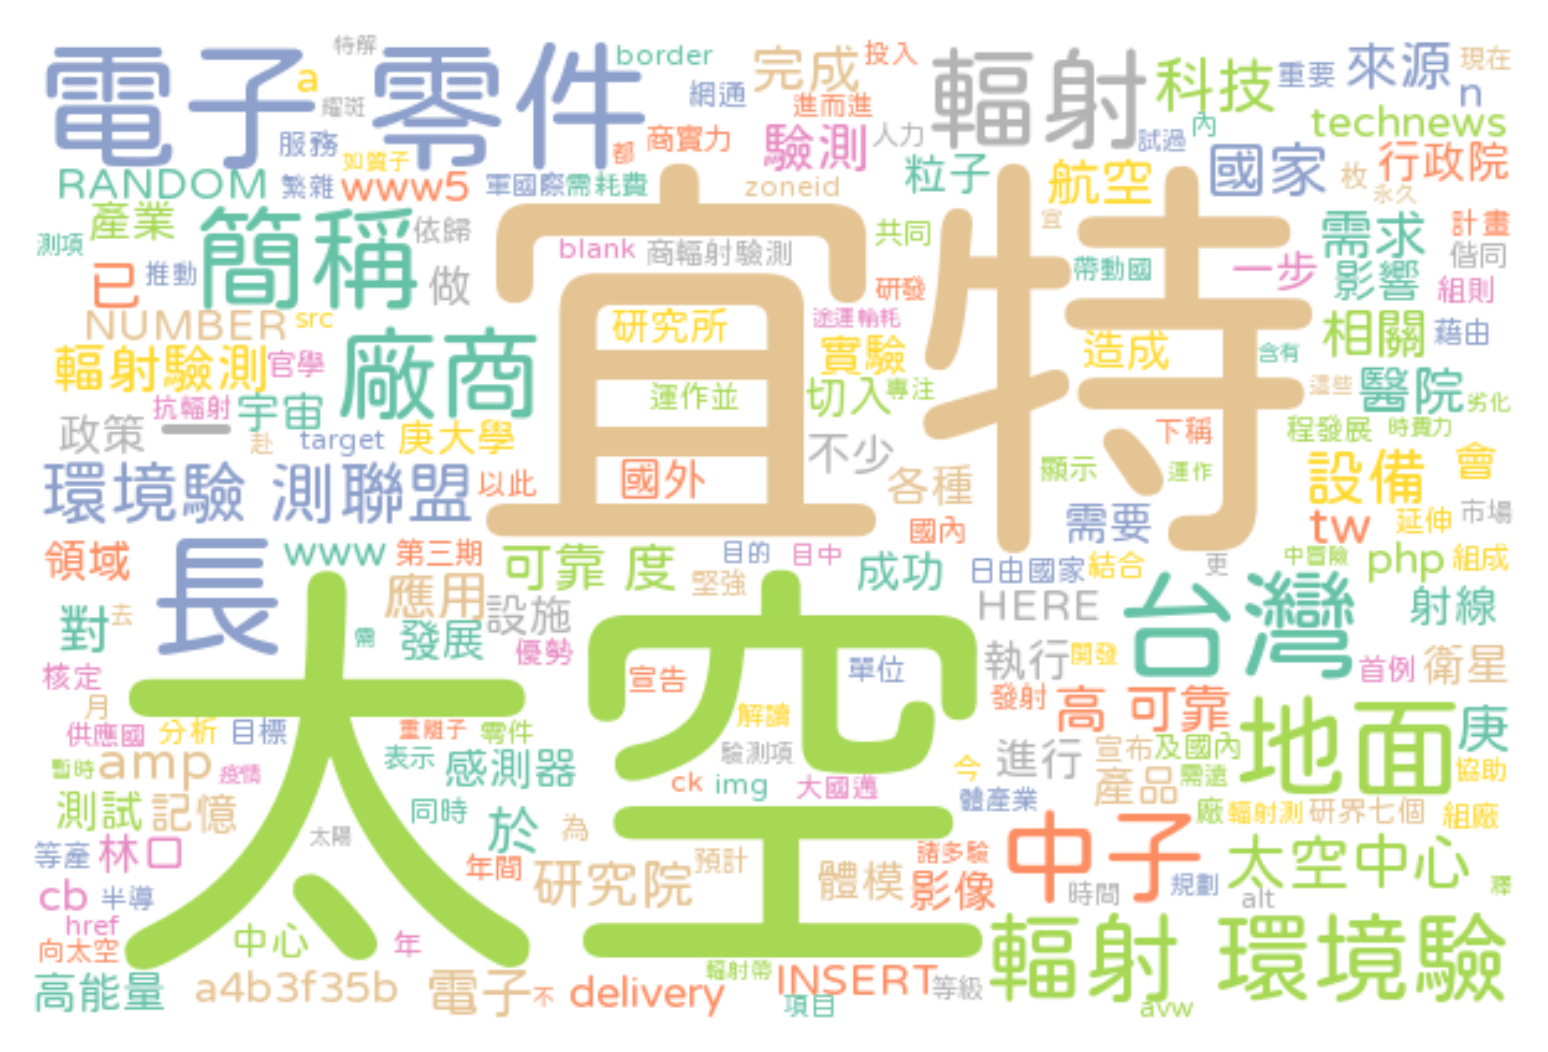 特解 border 完成 投入 重要 來源 現在
電子零件 a 網通 進而進 輻射 科技 n
耀斑 technews
服務 如質子 都 商實力 驗測 人力 試過 內 國家 行政院
RANDOM 繁雜 www5 軍國際 需耗費 zoneid 粒子 航空 枚 永久
產業 簡稱 依歸 宜特 共同 宜 需求 計畫
測項 blank 商輻射驗測 偕同
已 推動 做 研發 帶動國 一步 影響 組則
NUMBER src 研究所 途運輸耗 造成 相關 藉由
輻射驗測 官學 廠商 實驗 含有
抗輻射 宇宙 運作並 切入 專注 這些 醫院 劣化
政策 一 赴 target 庚大學 不少 下稱 程發展 時費力
環境驗 測聯盟 以此 國外 各種 顯示 運作 設備 會
國內 需要 tw 延伸 市場
領域 長 www 第三期 可靠 度 目的 目中 成功 日由國家 結合 更 中冒險 php 組成
對 去 應用 設施 堅強 HERE 台灣 射線
需 發展 優勢 太空 執行 開發 首例 衛星
核定 宣告 單位
月 發射 高 可靠
供應國 分析 目標 重離子 零件 解讀 地面 庚
暫時 amp 疫情 表示 感測器 驗測項 今 進行 宣布 及國內 協助
ck img 大國邁 產品 需遠
測試 記憶 同時 於 為 體產業 廠 輻射測 研界七個 組廠
太陽
等產 林口 年間 研究院 預計 體模 諸多驗 中子 太空中心
cb 半導 影像 時間 規劃 alt 釋
href
向太空 中心 年 輻射 環境驗
高能量 a4b3f35b 電子 不 delivery 輻射帶 INSERT 等級
項目 avw